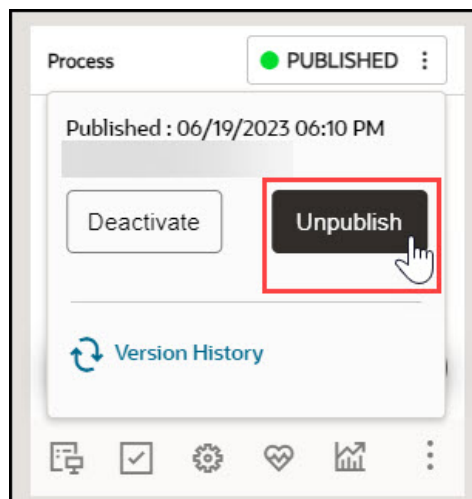 Process
PUBLISHED
Published : 06/19/2023 06:10 PM
Deactivate
Unpublish
Version History